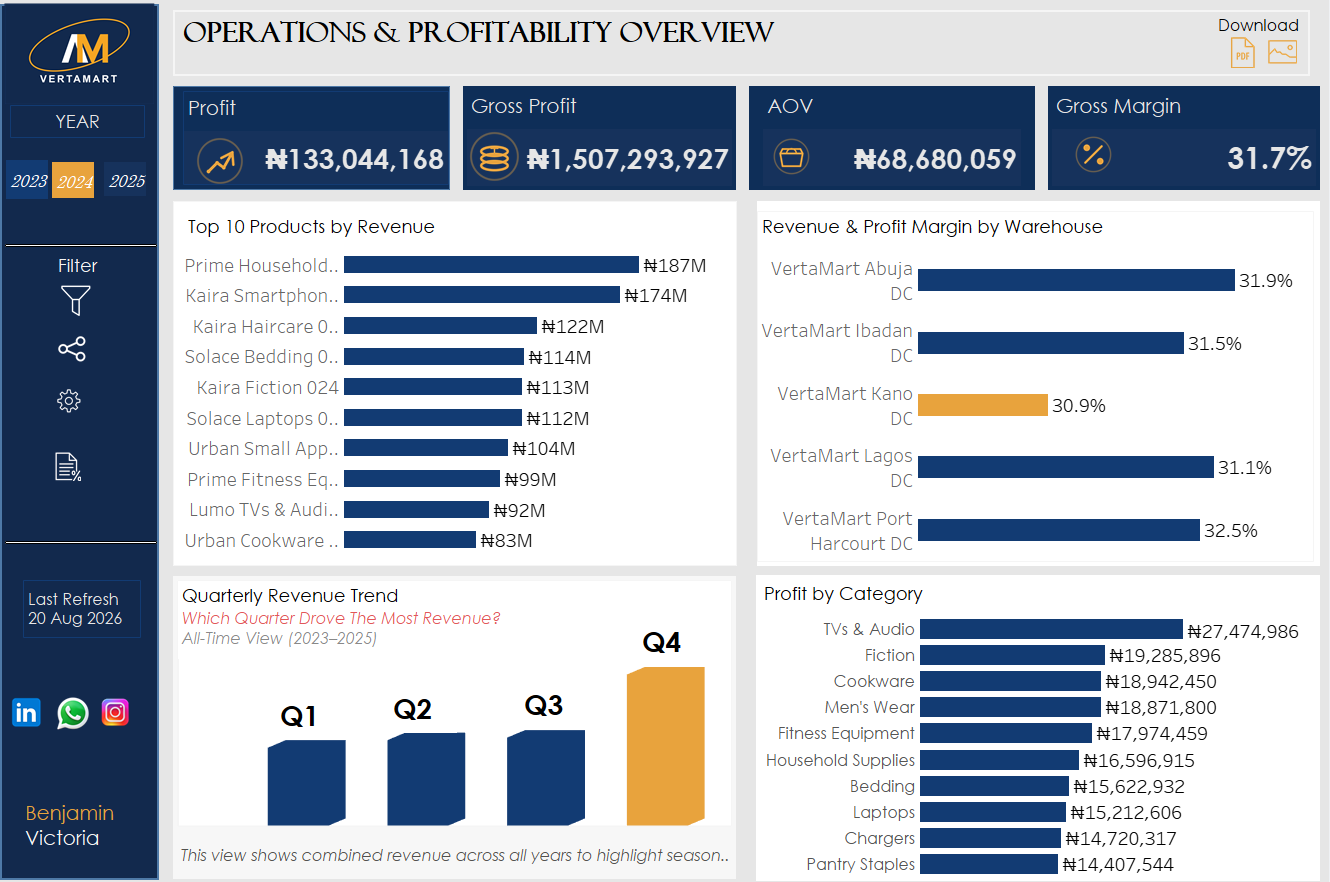 AM
VERTAMART
YEAR
2023 2024 2025
Filter
Last Refresh
20 Aug 2026
in
Benjamin
Victoria
OPERATIONS & PROFITABILITY OVERVIEW
Download
PDF
Profit
₦133,044,168
Gross Profit
₦1,507,293,927
AOV
₦68,680,059
Gross Margin
%
31.7%
Top 10 Products by Revenue
Prime Household.. ₦187M
Kaira Smartphon.. ₦174M
Kaira Haircare 0.. ₦122M
Solace Bedding 0.. ₦114M
Kaira Fiction 024 ₦113M
Solace Laptops 0.. ₦112M
Urban Small App.. ₦104M
Prime Fitness Eq.. ₦99M
Lumo TVs & Audi.. ₦92M
Urban Cookware .. ₦83M
Revenue & Profit Margin by Warehouse
VertaMart Abuja
DC
31.9%
VertaMart Ibadan
DC
31.5%
VertaMart Kano
DC
30.9%
VertaMart Lagos
DC
31.1%
VertaMart Port
Harcourt DC
32.5%
Quarterly Revenue Trend
Which Quarter Drove The Most Revenue?
All-Time View (2023–2025)
Q1 Q2 Q3 Q4
This view shows combined revenue across all years to highlight season..
Profit by Category
TVs & Audio ₦27,474,986
Fiction ₦19,285,896
Cookware ₦18,942,450
Men's Wear ₦18,871,800
Fitness Equipment ₦17,974,459
Household Supplies ₦16,596,915
Bedding ₦15,622,932
Laptops ₦15,212,606
Chargers ₦14,720,317
Pantry Staples ₦14,407,544